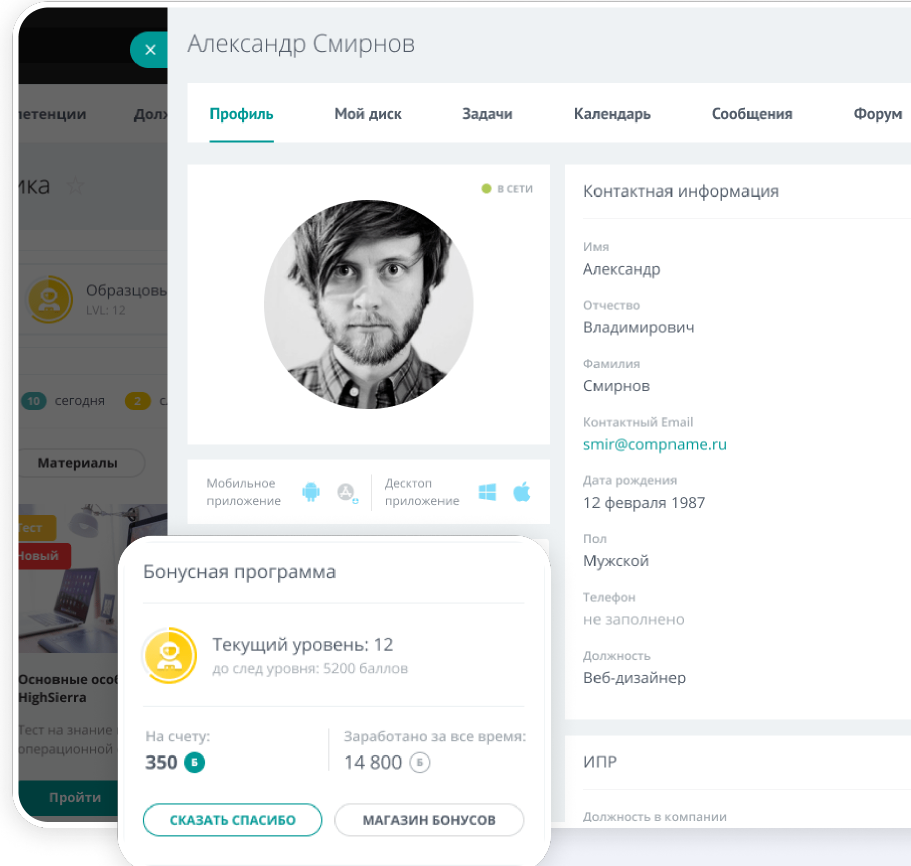 Александр Смирнов
Профиль
Мой диск
Задачи
Календарь
Сообщения
Форум
В СЕТИ
Образцовы
LVL: 12
10 сегодня 2
Материалы
Тест
Новый
Основные осо
HighSierra
Тест на знание
операционной
Пройти
Мобильное
приложение
Десктоп
приложение
Бонусная программа
Текущий уровень: 12
до след уровня: 5200 баллов
На счету:
350 Б
Заработано за все время:
14 800 Б
СКАЗАТЬ СПАСИБО
МАГАЗИН БОНУСОВ
Контактная информация
Имя
Александр
Отчество
Владимирович
Фамилия
Смирнов
Контактный Email
smir@compname.ru
Дата рождения
12 февраля 1987
Пол
Мужской
Телефон
не заполнено
Должность
Веб-дизайнер
ИПР
Должность в компании